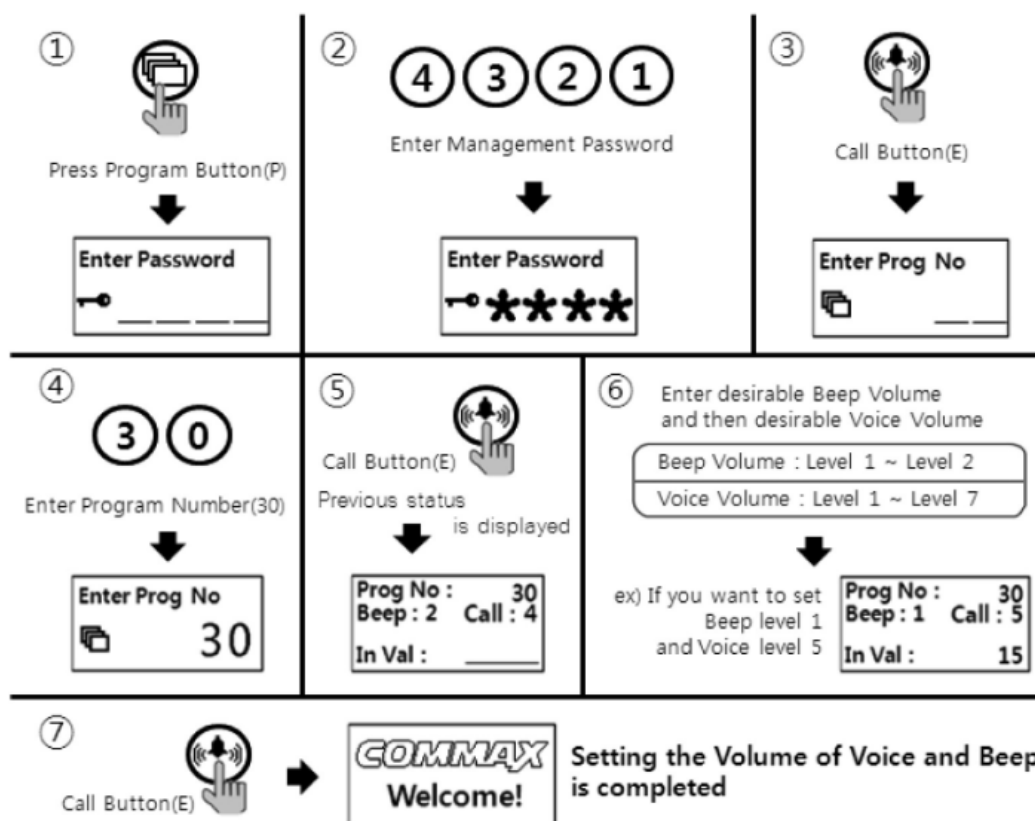 ①
Press Program Button(P)
Enter Password
②
4 3 2 1
Enter Management Password
Enter Password
③
Call Button(E)
Enter Prog No
④
3 0
Enter Program Number(30)
Enter Prog No
30
⑤
Call Button(E)
Previous status
is displayed
Prog No : 30
Beep : 2 Call : 4
In Val :
⑥
Enter desirable Beep Volume
and then desirable Voice Volume
Beep Volume : Level 1 ~ Level 2
Voice Volume : Level 1 ~ Level 7
ex) If you want to set
Beep level 1
and Voice level 5
Prog No : 30
Beep : 1 Call : 5
In Val : 15
⑦
Call Button(E)
COMMAX
Welcome!
Setting the Volume of Voice and Beep
is completed